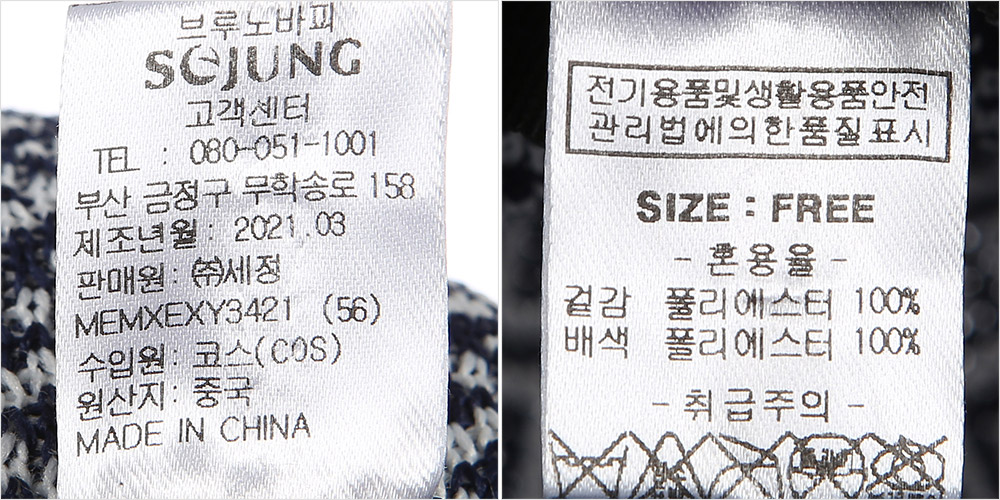 브루노바피
SOJUNG
고객센터
TEL : 080-051-1001
부산 금정구 무학송로 158
제조년월 : 2021.03
판매원 : ㈜세정
MEMXEXY3421 (56)
수입원 : 코스(COS)
원산지 : 중국
MADE IN CHINA
전기용품및생활용품안전
관리법에의한품질표시
SIZE : FREE
- 혼용율 -
겉감 폴리에스터 100%
배색 폴리에스터 100%
- 취급주의 -